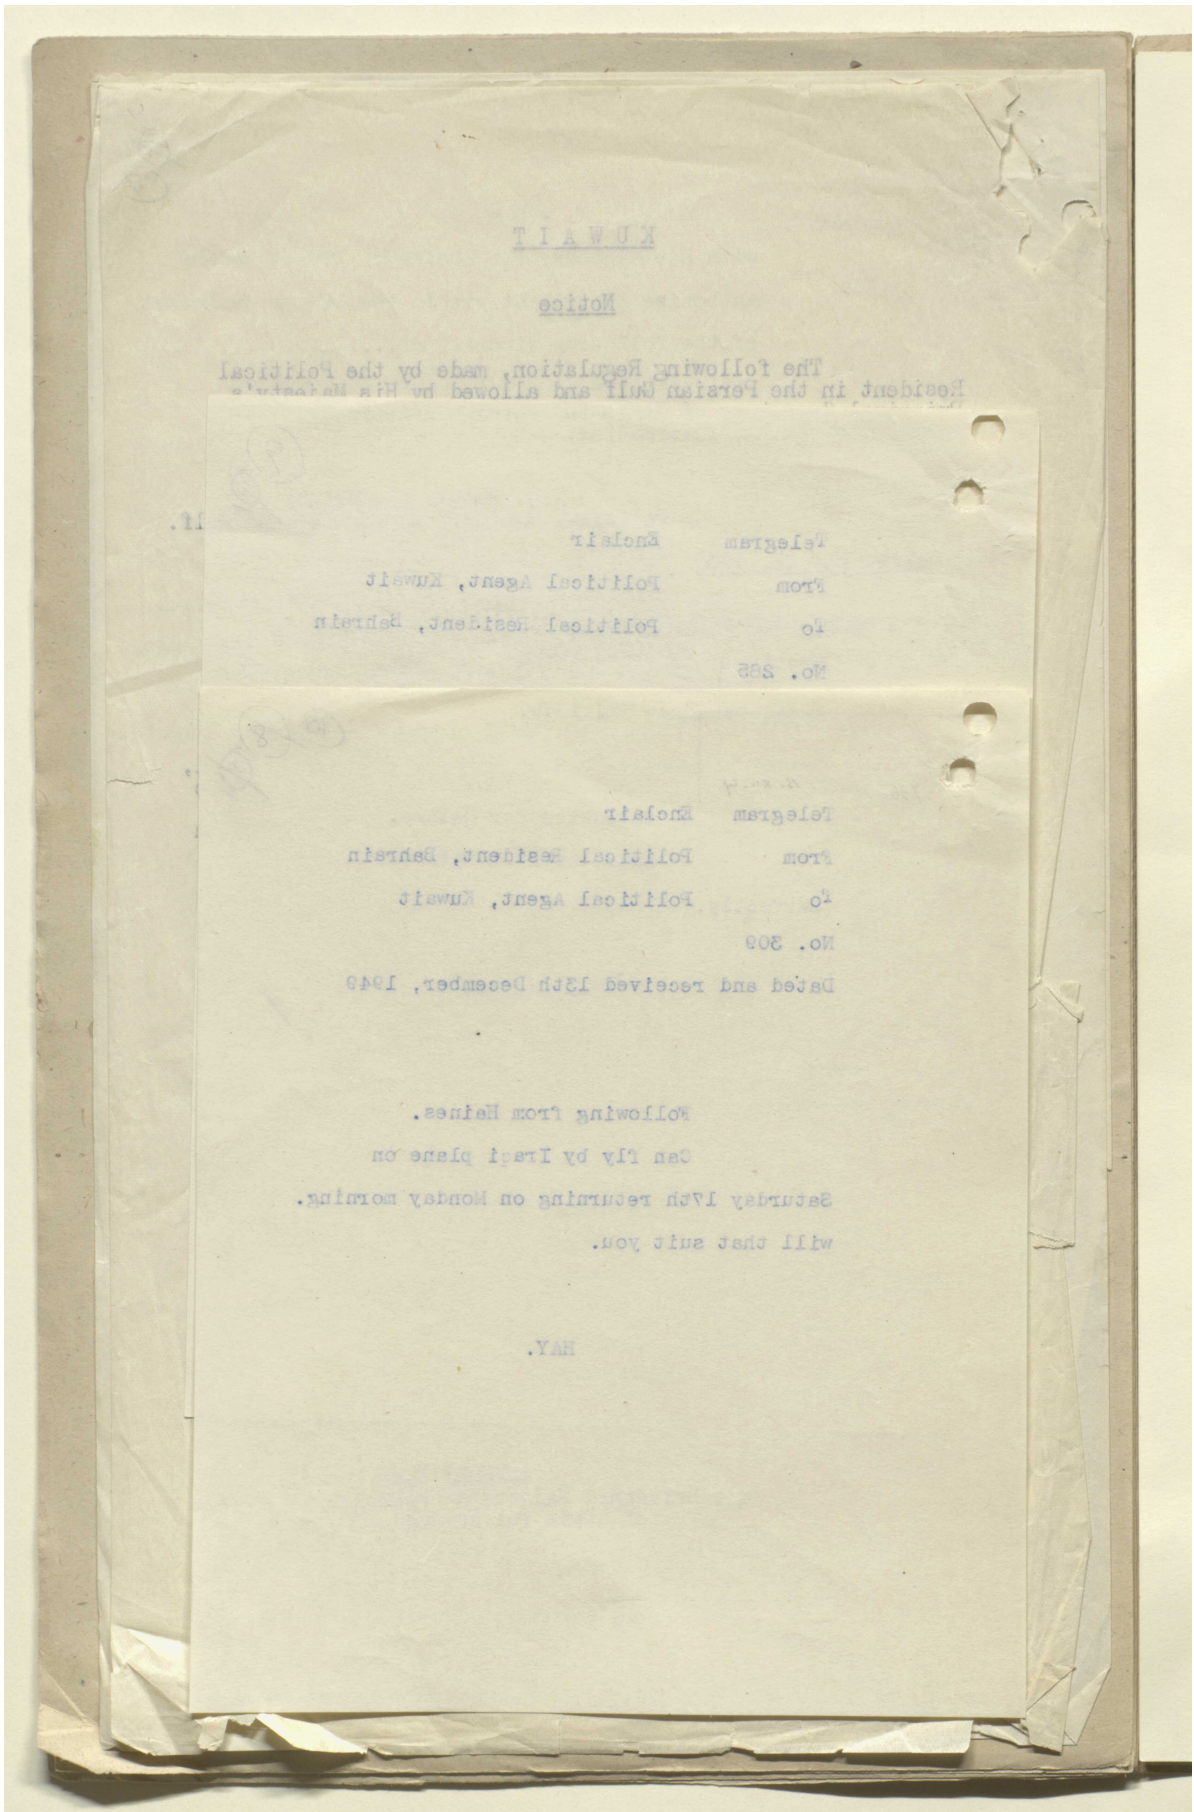 KUWAIT
Notice
The following Regulation, made by the Political
Resident in the Persian Gulf and allowed by His Majesty's
lf.
Telegram Enclair
From Political Agent, Kuwait
To Political Resident, Bahrain
No. 265
Telegram Enclair
From Political Resident, Bahrain
To Political Agent, Kuwait
No. 309
Dated and received 13th December, 1949
Following from Haines.
Can fly by Iraqi plane on
Saturday 17th returning on Monday morning.
will that suit you.
HAY.